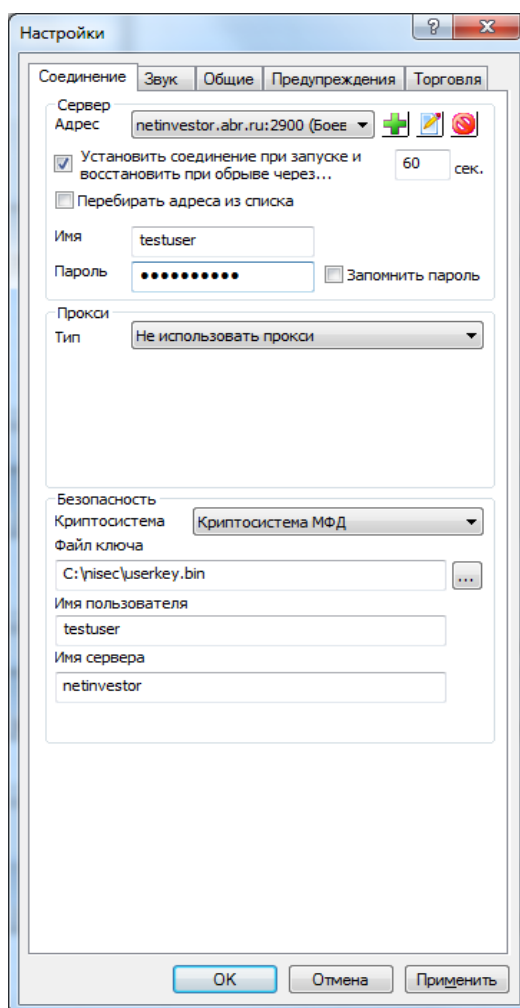 Настройки
Соединение Звук Общие Предупреждения Торговля
Сервер
Адрес netinvestor.abr.ru:2900 (Боев
Установить соединение при запуске и
восстановить при обрыве через... 60 сек.
Перебирать адреса из списка
Имя testuser
Пароль ●●●●●●●●●● Запомнить пароль
Прокси
Тип Не использовать прокси
Безопасность
Криптосистема Криптосистема МФД
Файл ключа
C:\nisec\userkey.bin ...
Имя пользователя
testuser
Имя сервера
netinvestor
OK Отмена Применить